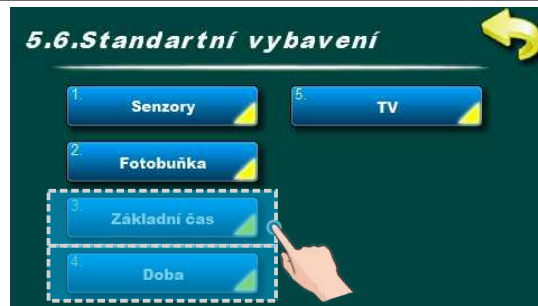 5.6.Standartní vybavení
1. Senzory
5. TV
2. Fotobuňka
3. Základní čas
4. Doba